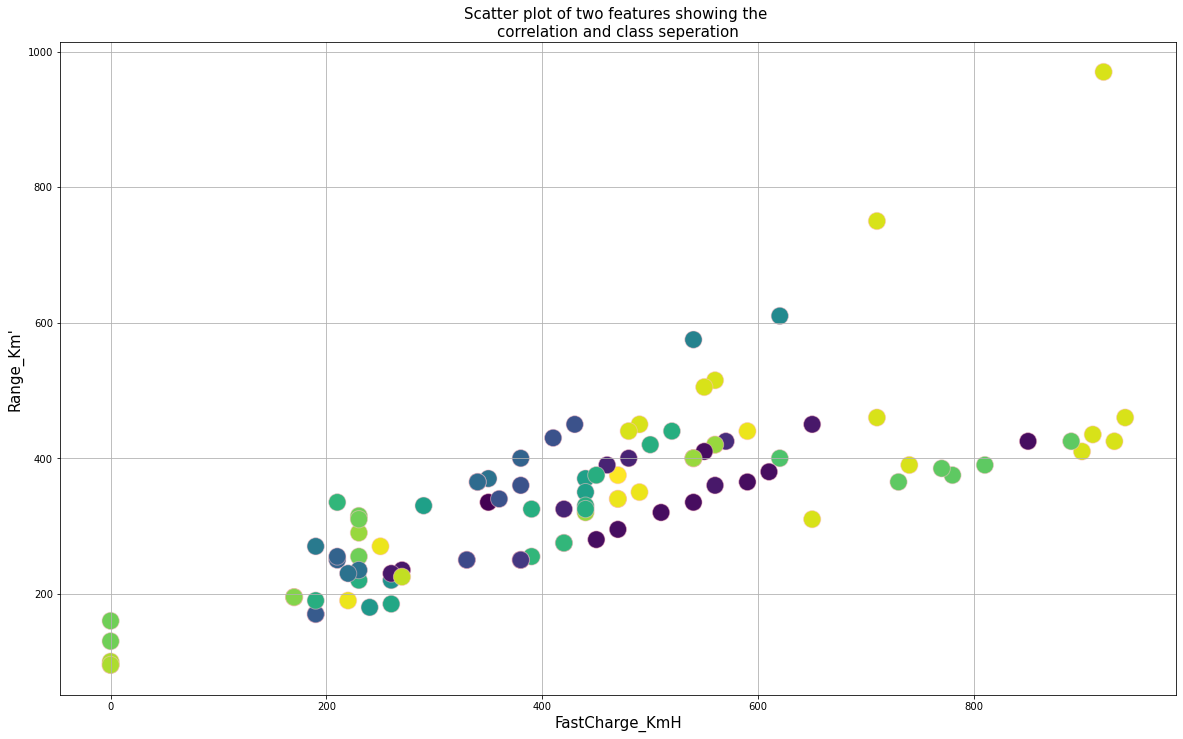 Scatter plot of two features showing the
correlation and class seperation
1000
800
600
400
200
Range_Km'
0 200 400 600 800
FastCharge_KmH